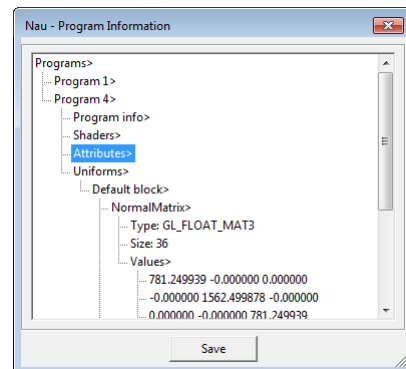 Nau - Program Information
Programs>
Program 1>
Program 4>
Program info>
Shaders>
Attributes>
Uniforms>
Default block>
NormalMatrix>
Type: GL_FLOAT_MAT3
Size: 36
Values>
781.249939 -0.000000 0.000000
-0.000000 1562.499878 -0.000000
0.000000 -0.000000 781.249939
Save